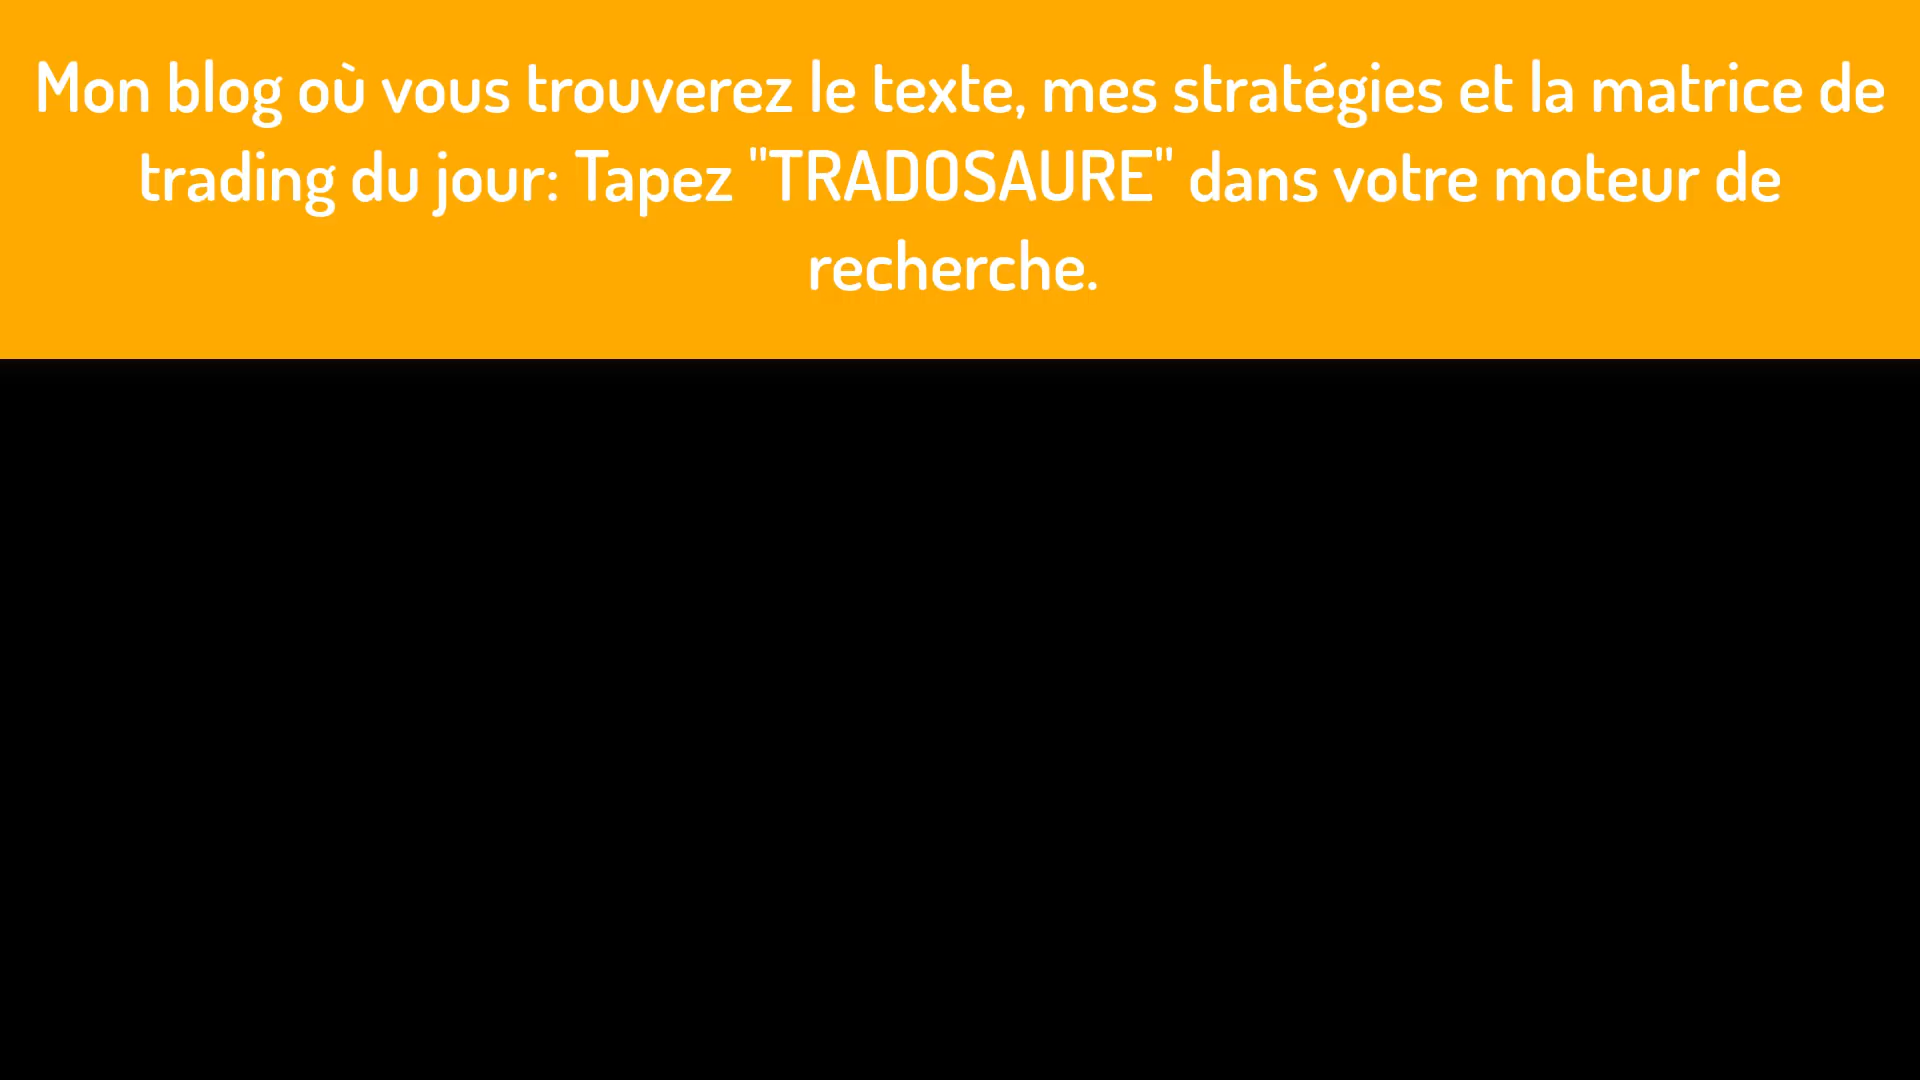 Mon blog où vous trouverez le texte, mes stratégies et la matrice de
trading du jour: Tapez "TRADOSAURE" dans votre moteur de
recherche.